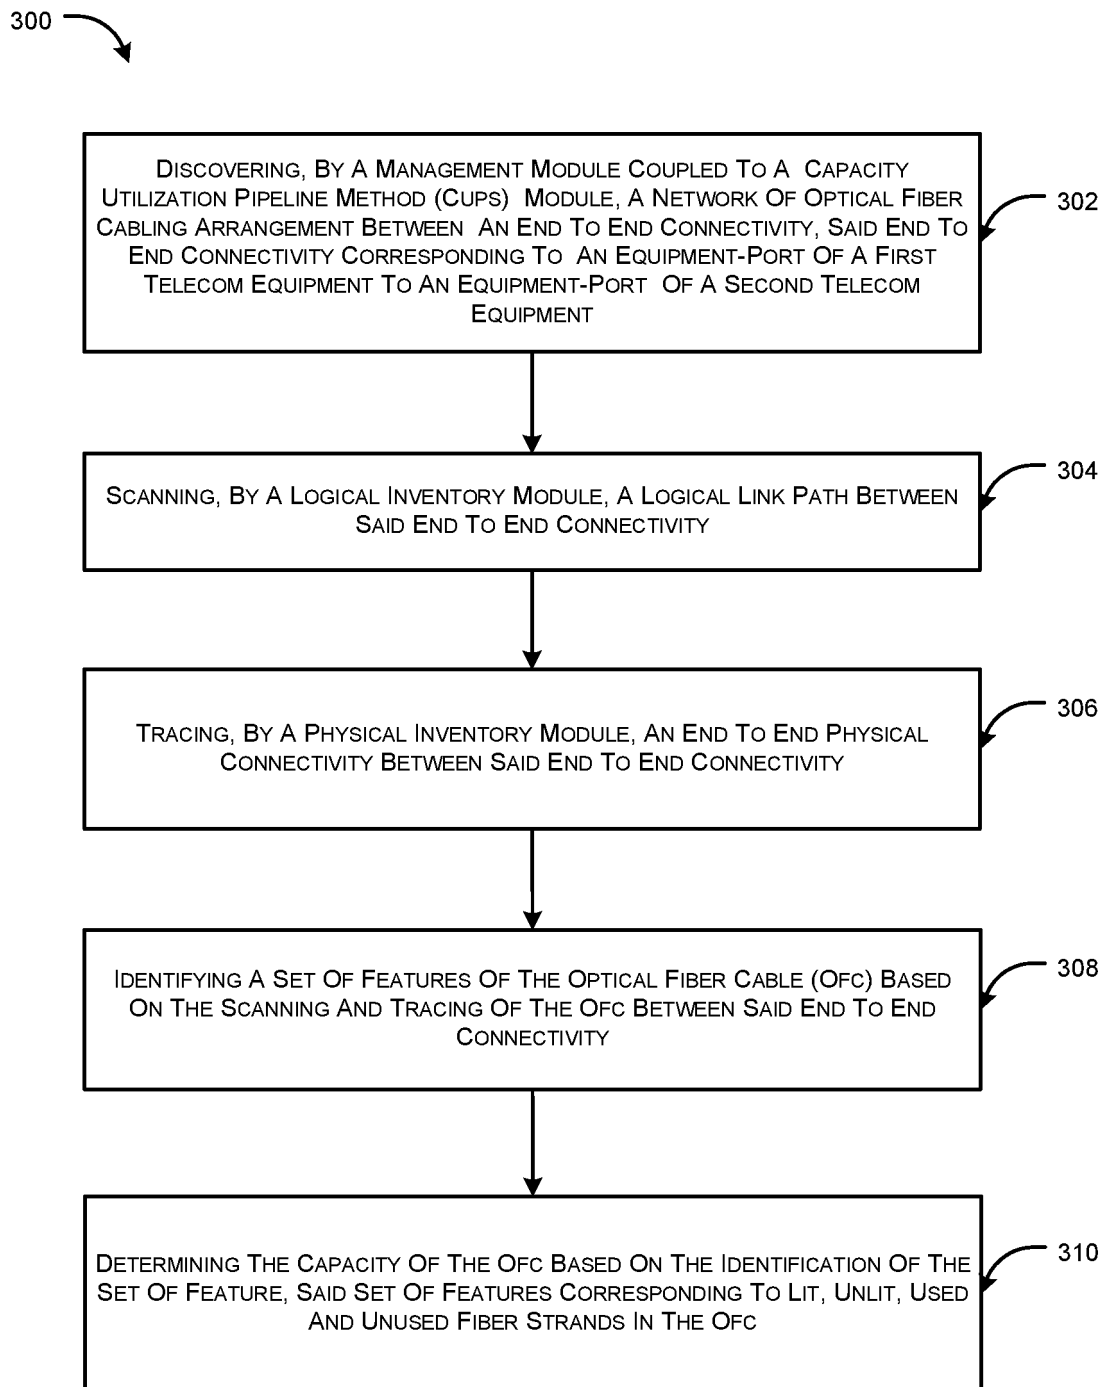 300
DISCOVERING, BY A MANAGEMENT MODULE COUPLED TO A CAPACITY
UTILIZATION PIPELINE METHOD (CUPS) MODULE, A NETWORK OF OPTICAL FIBER
CABLING ARRANGEMENT BETWEEN AN END TO END CONNECTIVITY, SAID END TO
END CONNECTIVITY CORRESPONDING TO AN EQUIPMENT-PORT OF A FIRST
TELECOM EQUIPMENT TO AN EQUIPMENT-PORT OF A SECOND TELECOM
EQUIPMENT
302
SCANNING, BY A LOGICAL INVENTORY MODULE, A LOGICAL LINK PATH BETWEEN
SAID END TO END CONNECTIVITY
304
TRACING, BY A PHYSICAL INVENTORY MODULE, AN END TO END PHYSICAL
CONNECTIVITY BETWEEN SAID END TO END CONNECTIVITY
306
IDENTIFYING A SET OF FEATURES OF THE OPTICAL FIBER CABLE (OFC) BASED
ON THE SCANNING AND TRACING OF THE OFC BETWEEN SAID END TO END
CONNECTIVITY
308
DETERMINING THE CAPACITY OF THE OFC BASED ON THE IDENTIFICATION OF THE
SET OF FEATURE, SAID SET OF FEATURES CORRESPONDING TO LIT, UNLIT, USED
AND UNUSED FIBER STRANDS IN THE OFC
310